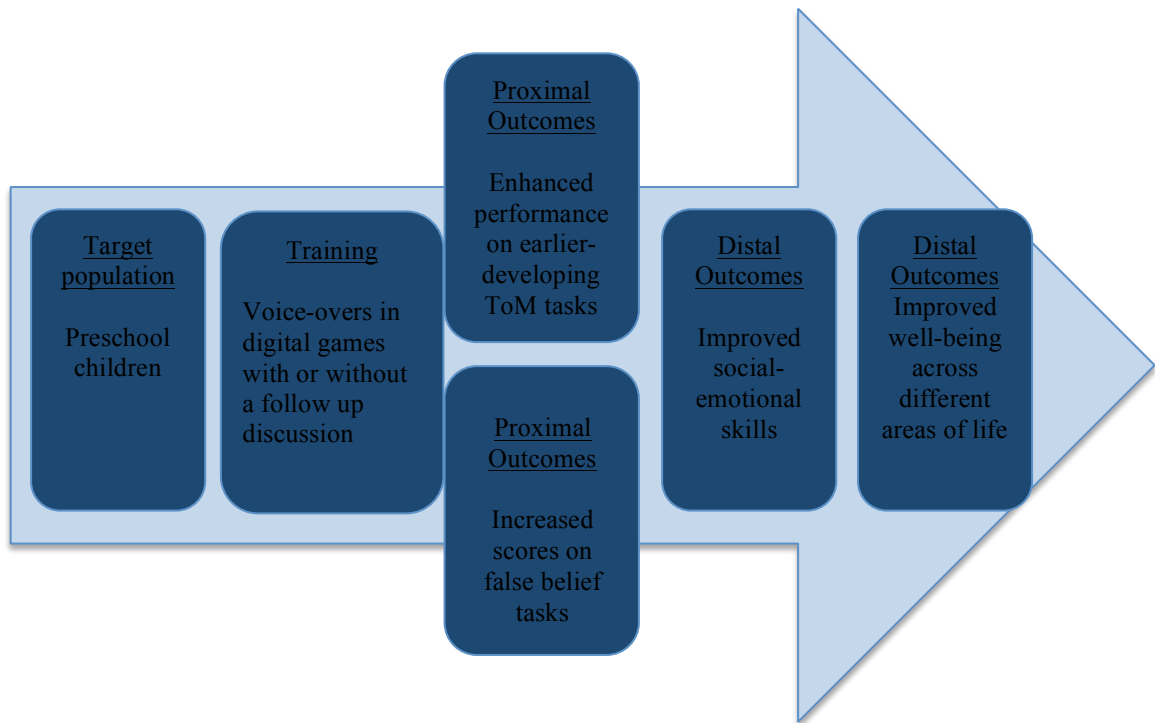 Target
population
Preschool
children
Training
Voice-overs in
digital games
with or without
a follow up
discussion
Proximal
Outcomes
Enhanced
performance
on earlier-
developing
ToM tasks
Proximal
Outcomes
Increased
scores on
false belief
tasks
Distal
Outcomes
Improved
social-
emotional
skills
Distal
Outcomes
Improved
well-being
across
different
areas of life